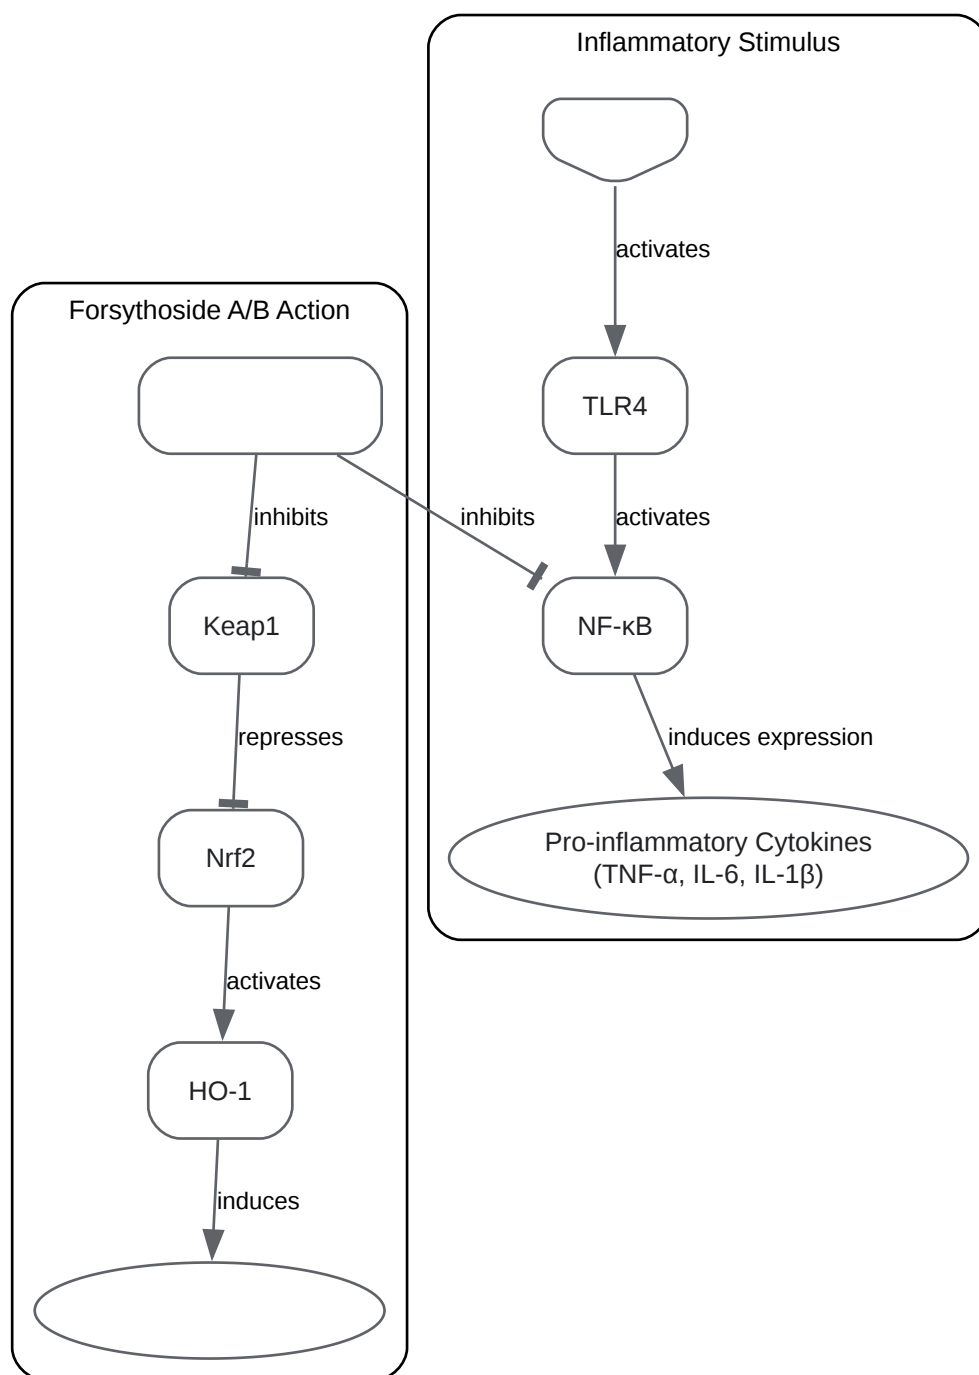 Inflammatory Stimulus
activates
TLR4
activates
NF-κB
induces expression
Pro-inflammatory Cytokines
(TNF-α, IL-6, IL-1β)
Forsythoside A/B Action
inhibits
inhibits
Keap1
represses
Nrf2
activates
HO-1
induces